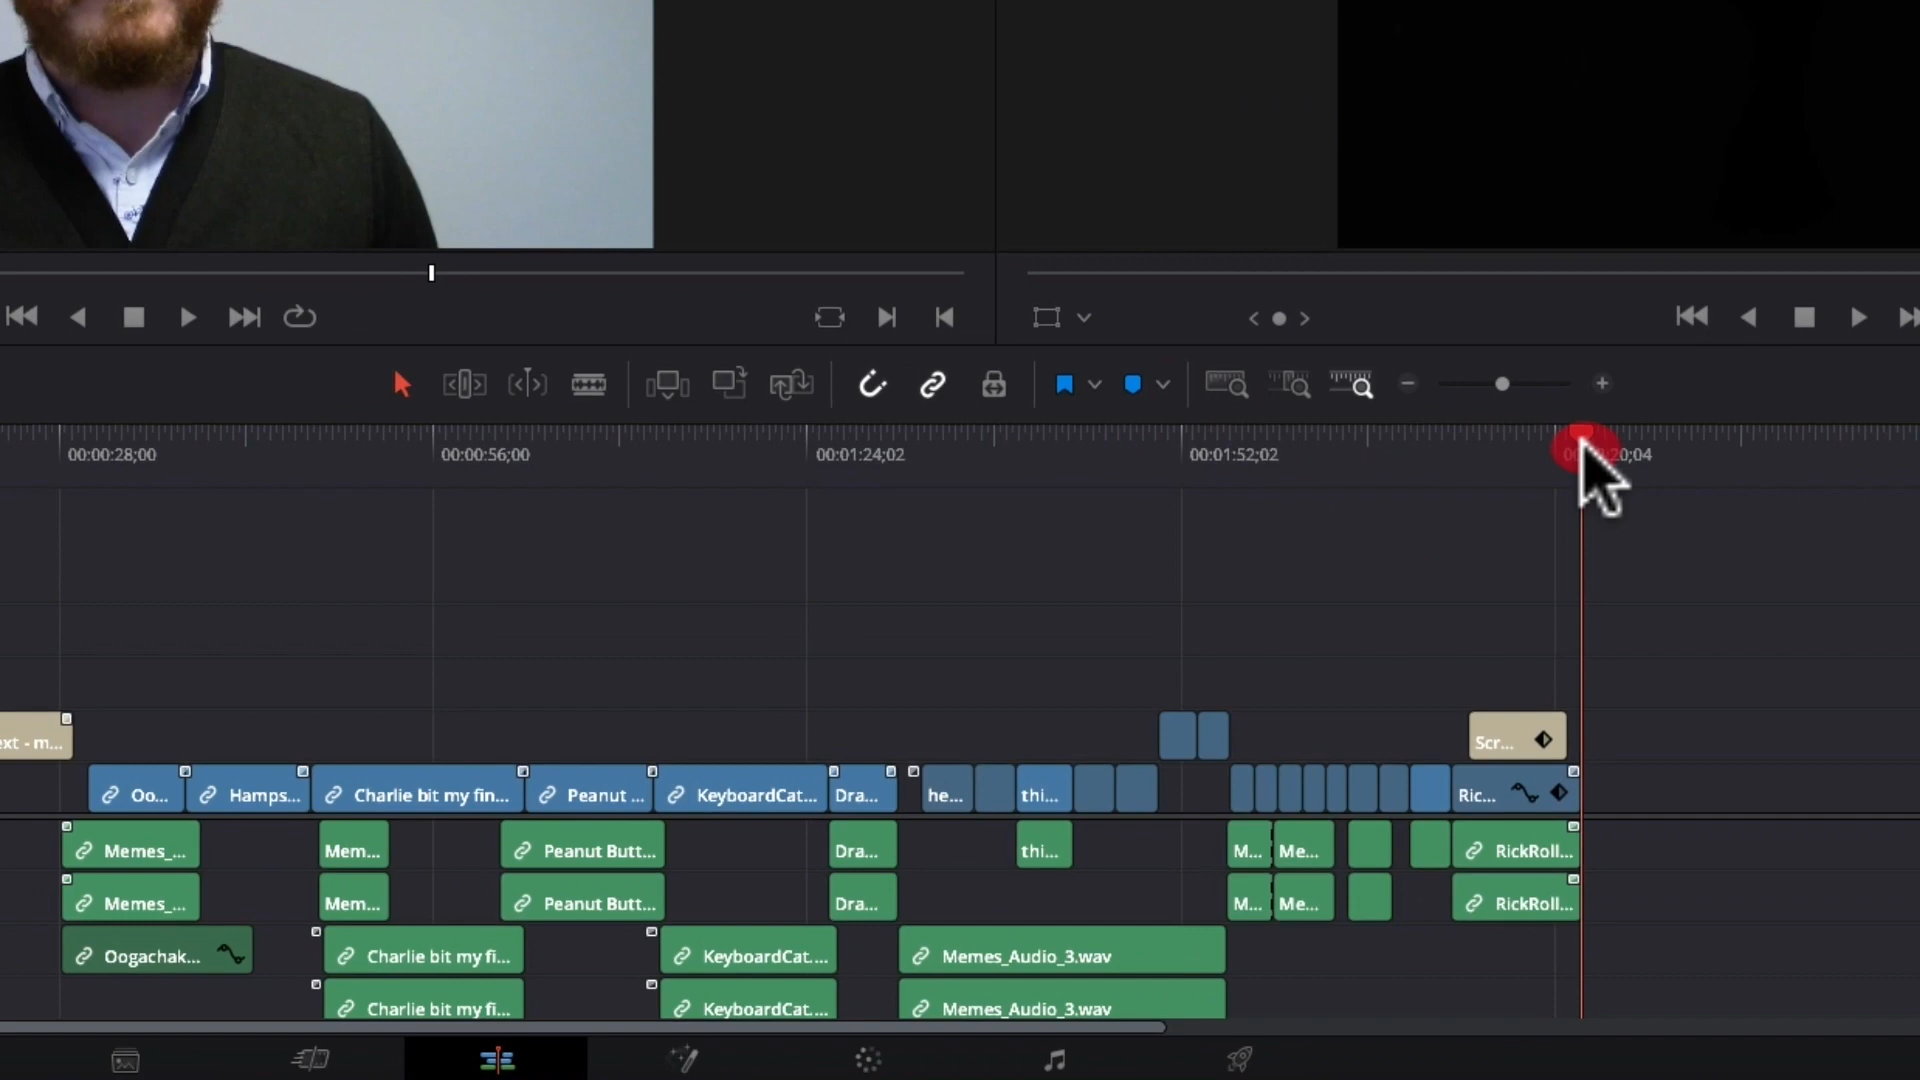 00:00:28;00
00:00:56;00
00:01:24;02
00:01:52;02
20;04
ext - m...
Scr...
Oo...
Hamps...
Charlie bit my fin...
Peanut ...
KeyboardCat...
Dra...
he...
thi...
Ric...
Memes_...
Mem...
Peanut Butt...
Dra...
thi...
M...
Me...
RickRoll...
Memes_...
Mem...
Peanut Butt...
Dra...
M...
Me...
RickRoll...
Oogachak...
Charlie bit my fi...
KeyboardCat....
Memes_Audio_3.wav
Charlie bit my fi...
KeyboardCat....
Memes_Audio_3.wav